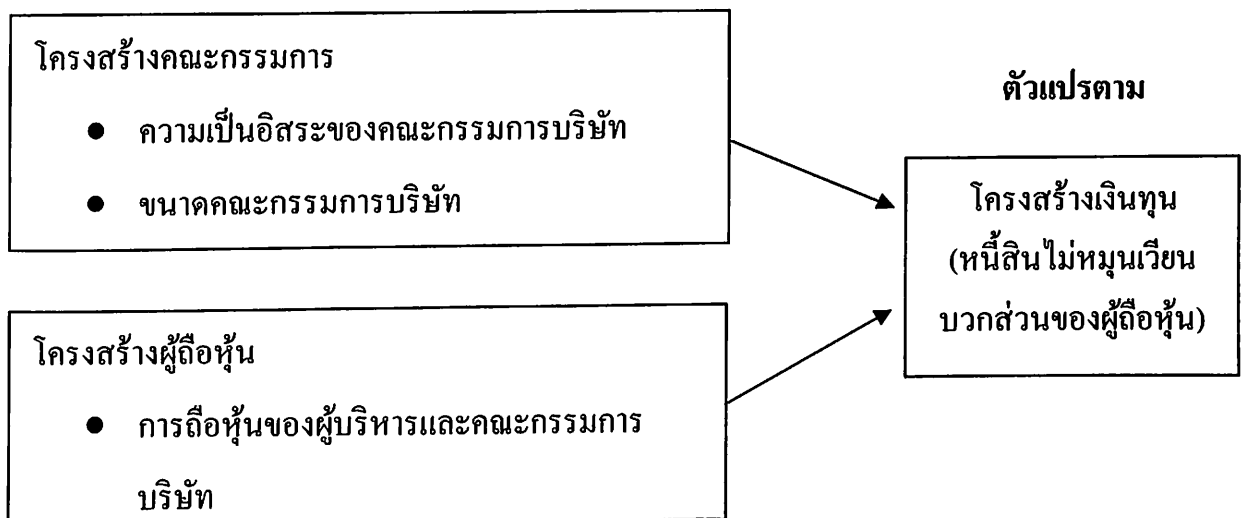 โครงสร้างคณะกรรมการ
● ความเป็นอิสระของคณะกรรมการบริษัท
● ขนาดคณะกรรมการบริษัท
โครงสร้างผู้ถือหุ้น
● การถือหุ้นของผู้บริหารและคณะกรรมการ
บริษัท
ตัวแปรตาม
โครงสร้างเงินทุน
(หนี้สินไม่หมุนเวียน
บวกส่วนของผู้ถือหุ้น)